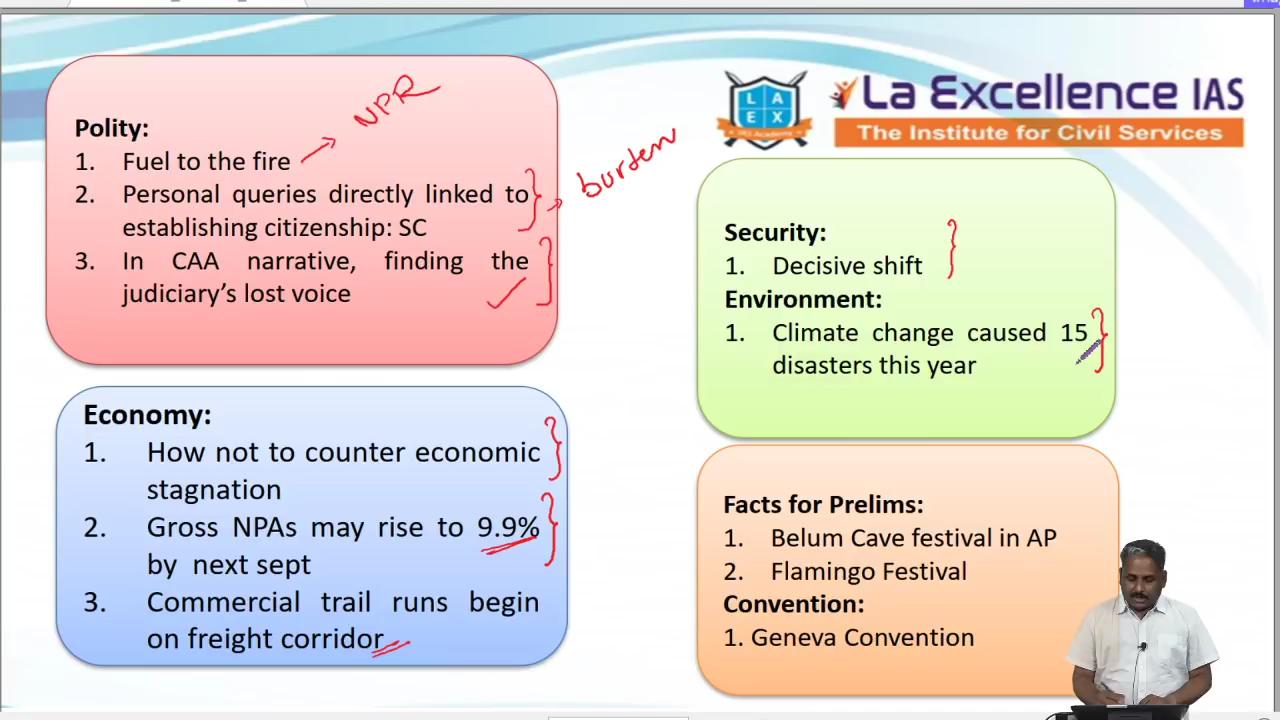 Polity:
1. Fuel to the fire
NPR
2. Personal queries directly linked to
establishing citizenship: SC
burden
3. In CAA narrative, finding the
judiciary's lost voice
Economy:
1. How not to counter economic
stagnation
2. Gross NPAs may rise to 9.9%
by next sept
3. Commercial trail runs begin
on freight corridor
L A
E X
La Excellence IAS
The Institute for Civil Services
Security:
1. Decisive shift
Environment:
1. Climate change caused 15
disasters this year
Facts for Prelims:
1. Belum Cave festival in AP
2. Flamingo Festival
Convention:
1. Geneva Convention